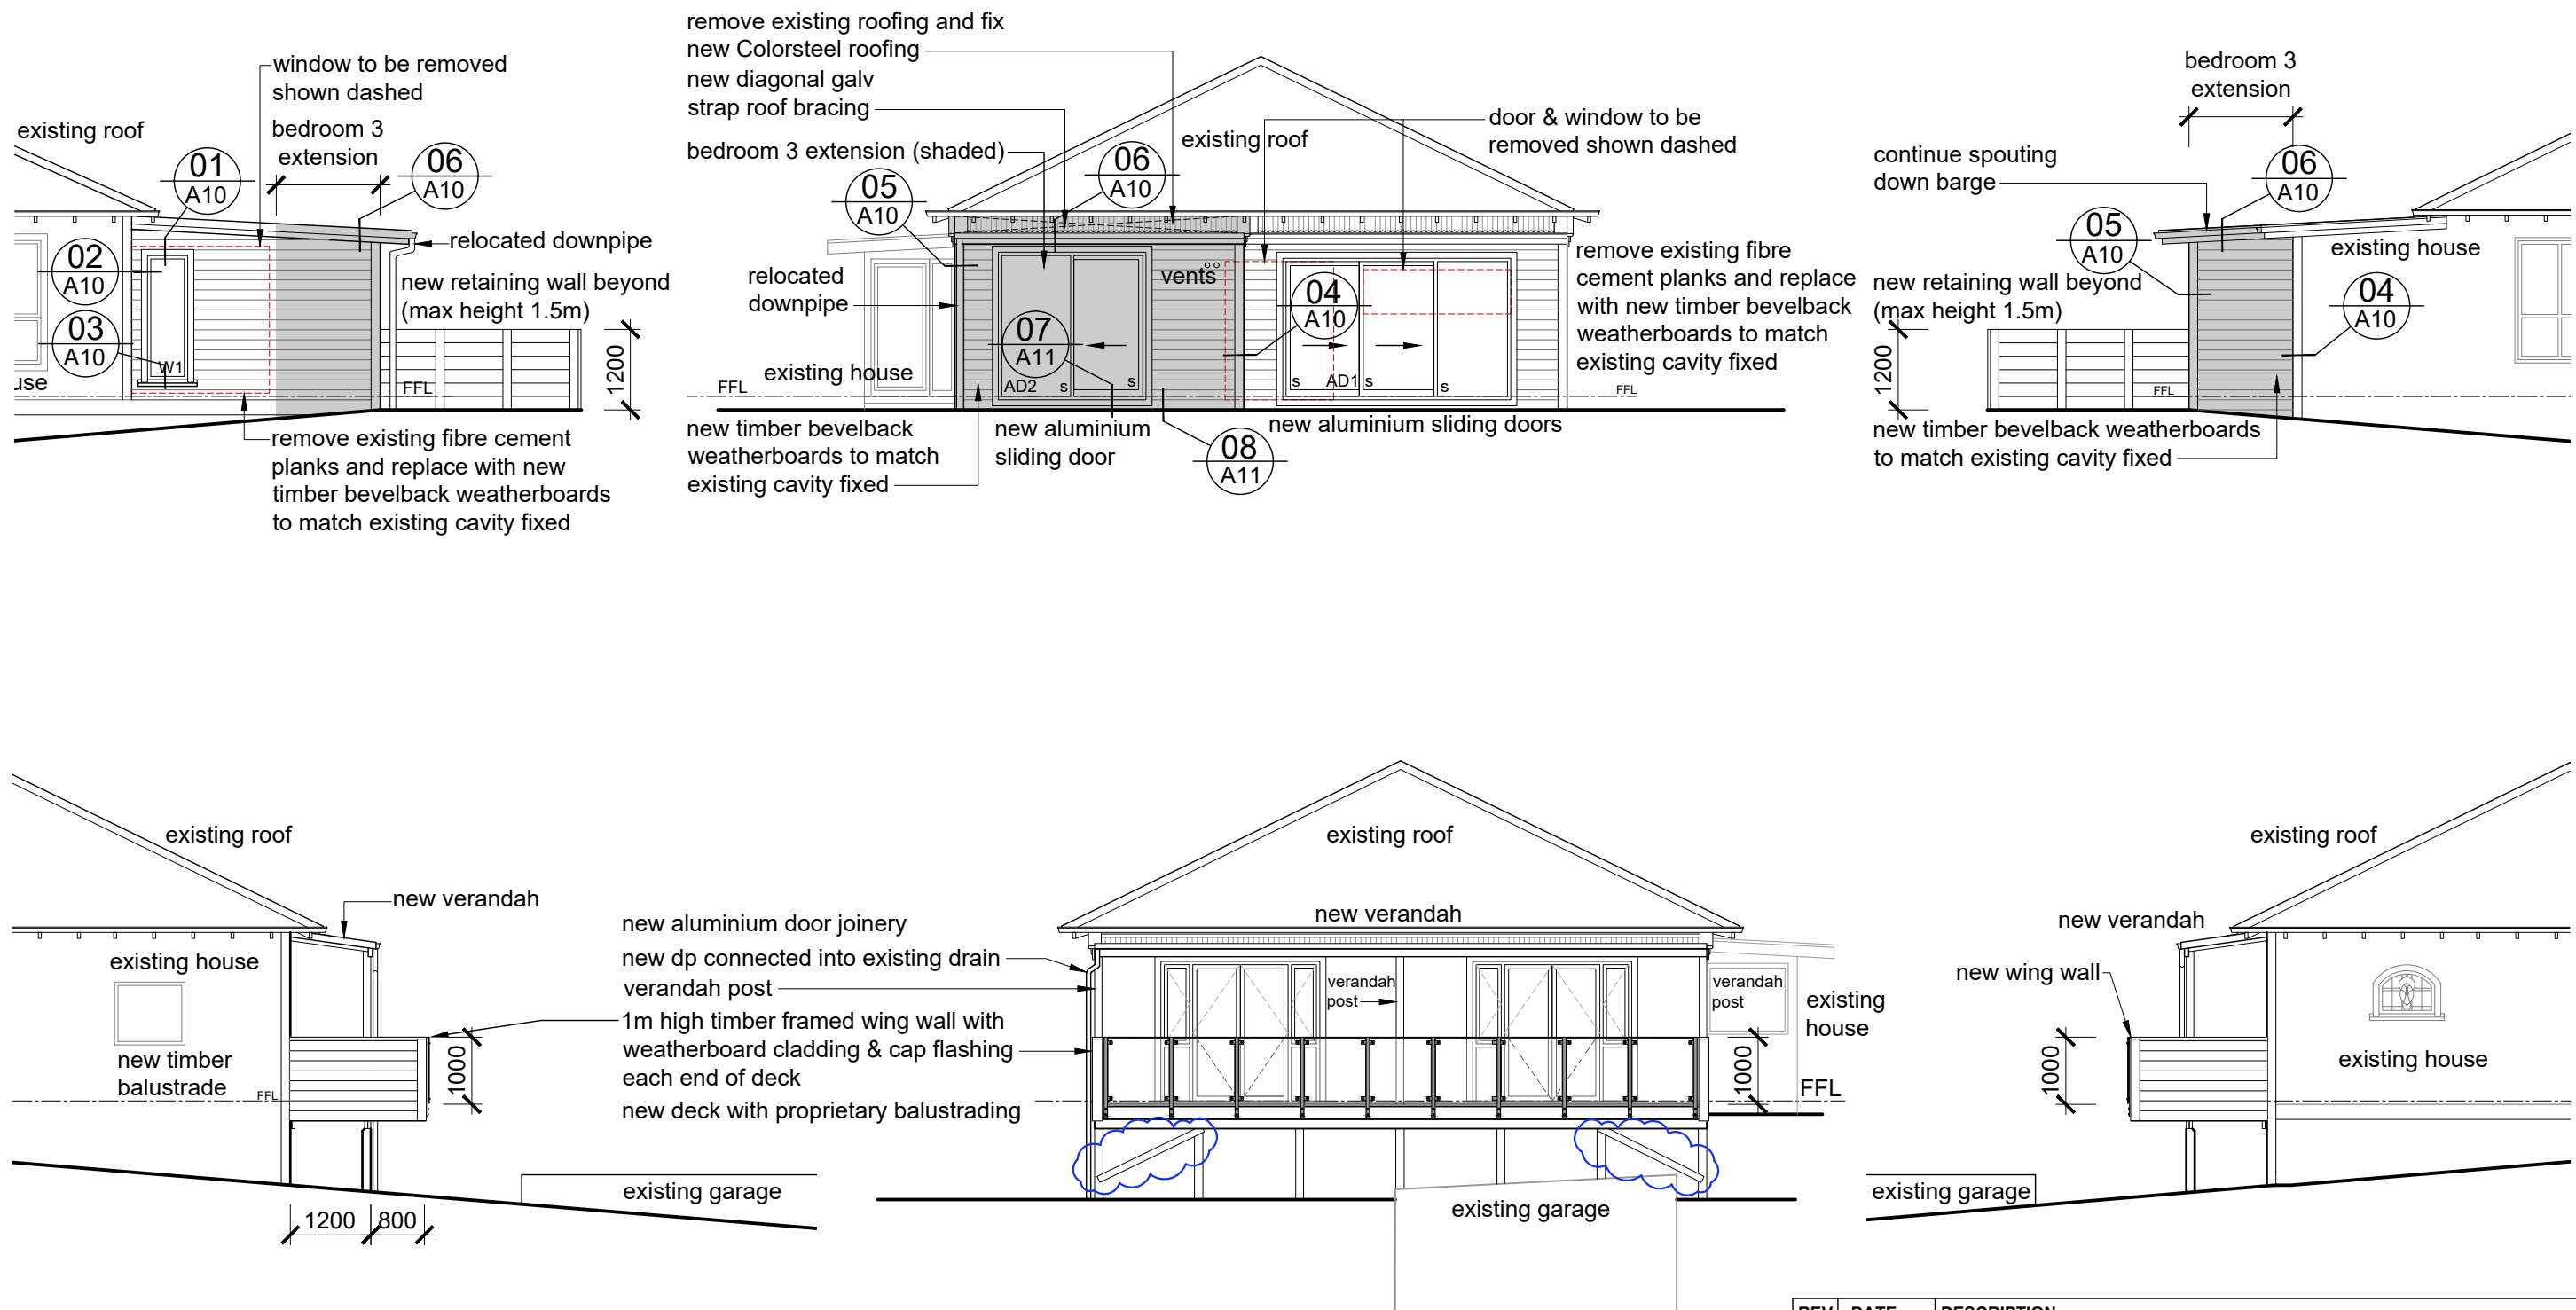 window to be removed
shown dashed
existing roof
bedroom 3
extension
01
A10
06
A10
02
A10
relocated downpipe
new retaining wall beyond
(max height 1.5m)
03
A10
W1
use
FFL
1200
remove existing fibre cement
planks and replace with new
timber bevelback weatherboards
to match existing cavity fixed
remove existing roofing and fix
new Colorsteel roofing
new diagonal galv
strap roof bracing
bedroom 3 extension (shaded)
existing roof
door & window to be
removed shown dashed
05
A10
06
A10
relocated
downpipe
vents
04
A10
07
A11
remove existing fibre
cement planks and replace
with new timber bevelback
weatherboards to match
existing cavity fixed
existing house
FFL
AD2 s s
s AD1 s s
FFL
new timber bevelback
weatherboards to match
existing cavity fixed
new aluminium
sliding door
new aluminium sliding doors
08
A11
bedroom 3
extension
continue spouting
down barge
06
A10
05
A10
existing house
new retaining wall beyond
(max height 1.5m)
04
A10
1200
FFL
new timber bevelback weatherboards
to match existing cavity fixed
existing roof
new verandah
existing house
new timber
balustrade
FFL
1000
existing garage
1200 800
new aluminium door joinery
new dp connected into existing drain
verandah post
1m high timber framed wing wall with
weatherboard cladding & cap flashing
each end of deck
new deck with proprietary balustrading
existing roof
new verandah
verandah
post
verandah
post
existing
house
1000
FFL
existing garage
existing roof
new verandah
new wing wall
1000
existing house
existing garage
REV DATE DESCRIPTION